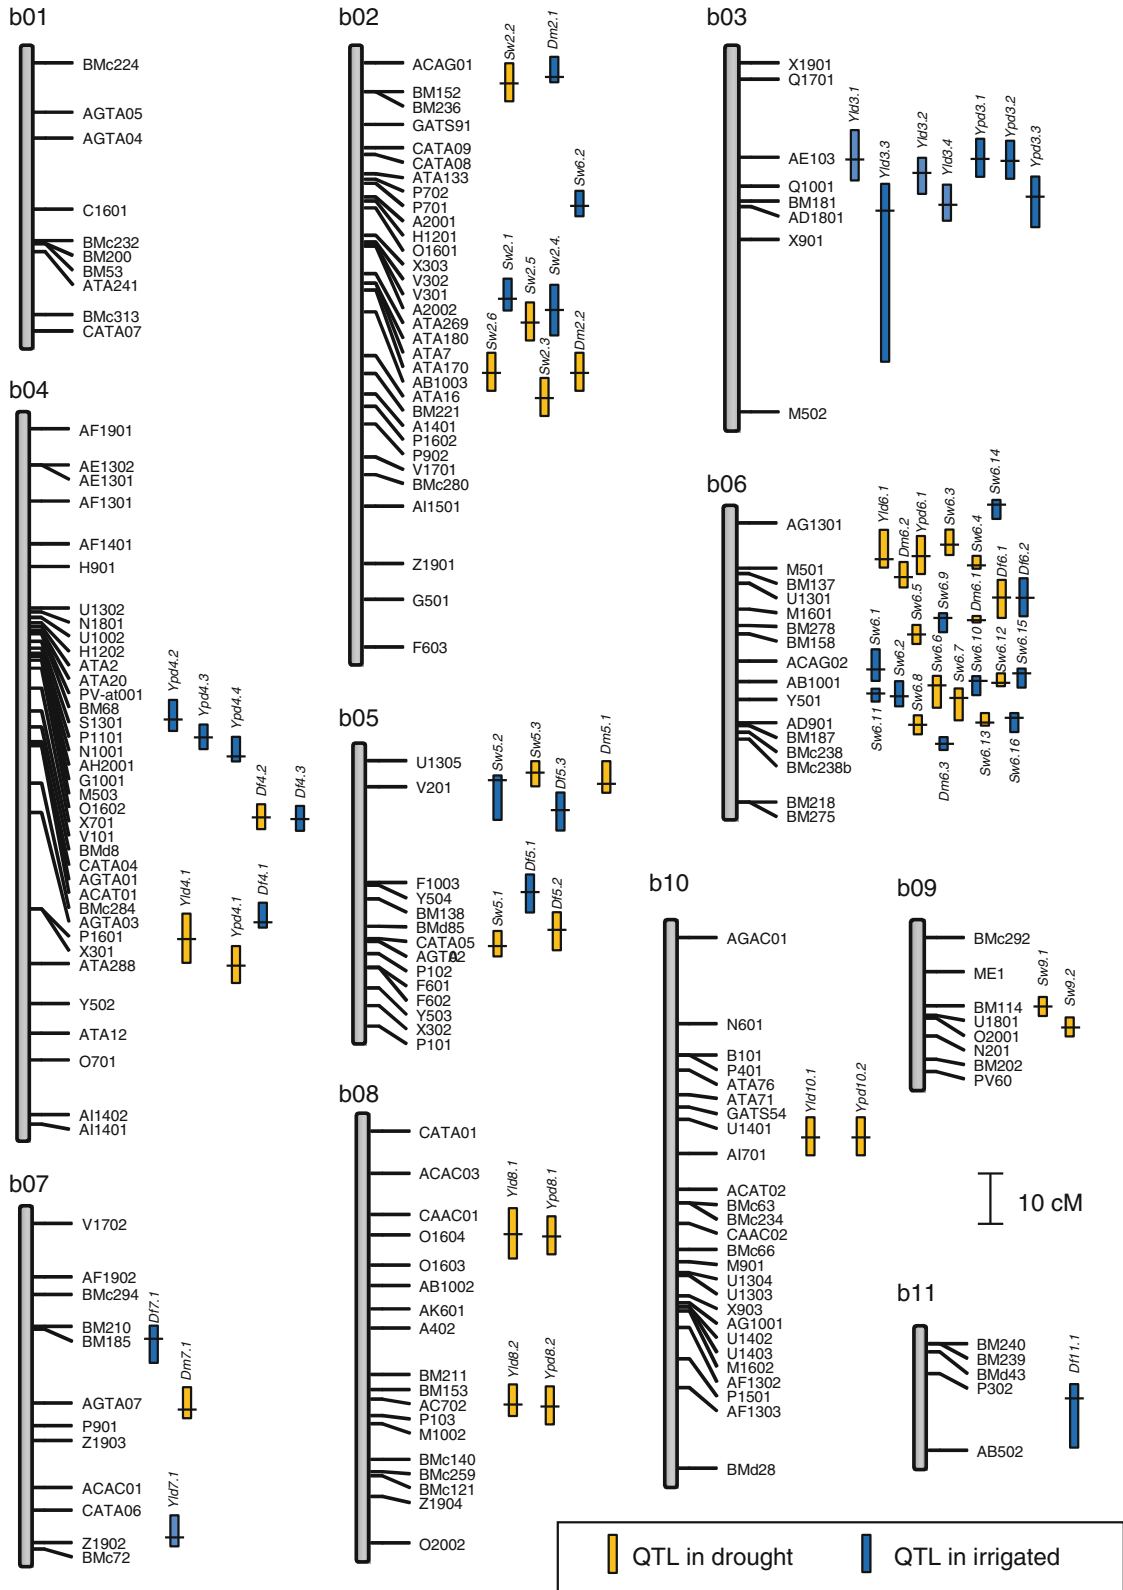 b01
BMc224
AGTA05
AGTA04
C1601
BMc232
BM200
BM53
ATA241
BMc313
CATA07
b02
ACAG01
BM152
BM236
GATS91
CATA09
CATA08
ATA133
P702
P701
A2001
H1201
O1601
X303
V302
V301
A2002
ATA269
ATA180
ATA7
ATA170
AB1003
ATA16
BM221
A1401
P1602
P902
V1701
BMc280
AI1501
Z1901
G501
F603
Sw2.2
Dm2.1
Sw6.2
Sw2.1
Sw2.5
Sw2.4.
Sw2.6
Sw2.3
Dm2.2
b03
X1901
Q1701
AE103
Q1001
BM181
AD1801
X901
M502
Yld3.1
Yld3.3
Yld3.2
Yld3.4
Ypd3.1
Ypd3.2
Ypd3.3
b04
AF1901
AE1302
AE1301
AF1301
AF1401
H901
U1302
N1801
U1002
H1202
ATA2
ATA20
PV-at001
BM68
S1301
P1101
N1001
AH2001
G1001
M503
O1602
X701
V101
BMd8
CATA04
AGTA01
ACAT01
BMc284
AGTA03
P1601
X301
ATA288
Y502
ATA12
O701
AI1402
AI1401
Ypd4.2
Ypd4.3
Ypd4.4
Df4.2
Df4.3
Yld4.1
Ypd4.1
Df4.1
b05
U1305
V201
F1003
Y504
BM138
BMd85
CATA05
AGTA02
P102
F601
F602
Y503
X302
P101
Sw5.2
Sw5.3
Df5.3
Dm5.1
Sw5.1
Df5.1
Df5.2
b06
AG1301
M501
BM137
U1301
M1601
BM278
BM158
ACAG02
AB1001
Y501
AD901
BM187
BMc238
BMc238b
BM218
BM275
Yld6.1
Dm6.2
Ypd6.1
Sw6.3
Sw6.4
Sw6.14
Dm6.1
Df6.1
Df6.2
Sw6.5
Sw6.9
Sw6.1
Sw6.2
Sw6.8
Sw6.6
Sw6.7
Sw6.10
Sw6.12
Sw6.15
Sw6.11
Dm6.3
Sw6.13
Sw6.16
b07
V1702
AF1902
BMc294
BM210
BM185
AGTA07
P901
Z1903
ACAC01
CATA06
Z1902
BMc72
Df7.1
Dm7.1
Yld7.1
b08
CATA01
ACAC03
CAAC01
O1604
O1603
AB1002
AK601
A402
BM211
BM153
AC702
P103
M1002
BMc140
BMc259
BMc121
Z1904
O2002
Yld8.1
Ypd8.1
Yld8.2
Ypd8.2
b10
AGAC01
N601
B101
P401
ATA76
ATA71
GATS54
U1401
AI701
ACAT02
BMc63
BMc234
CAAC02
BMc66
M901
U1304
U1303
X903
AG1001
U1402
U1403
M1602
AF1302
P1501
AF1303
BMd28
Yld10.1
Ypd10.2
b09
BMc292
ME1
BM114
U1801
O2001
N201
BM202
PV60
Sw9.1
Sw9.2
10 cM
b11
BM240
BM239
BMd43
P302
AB502
Df11.1
QTL in drought
QTL in irrigated